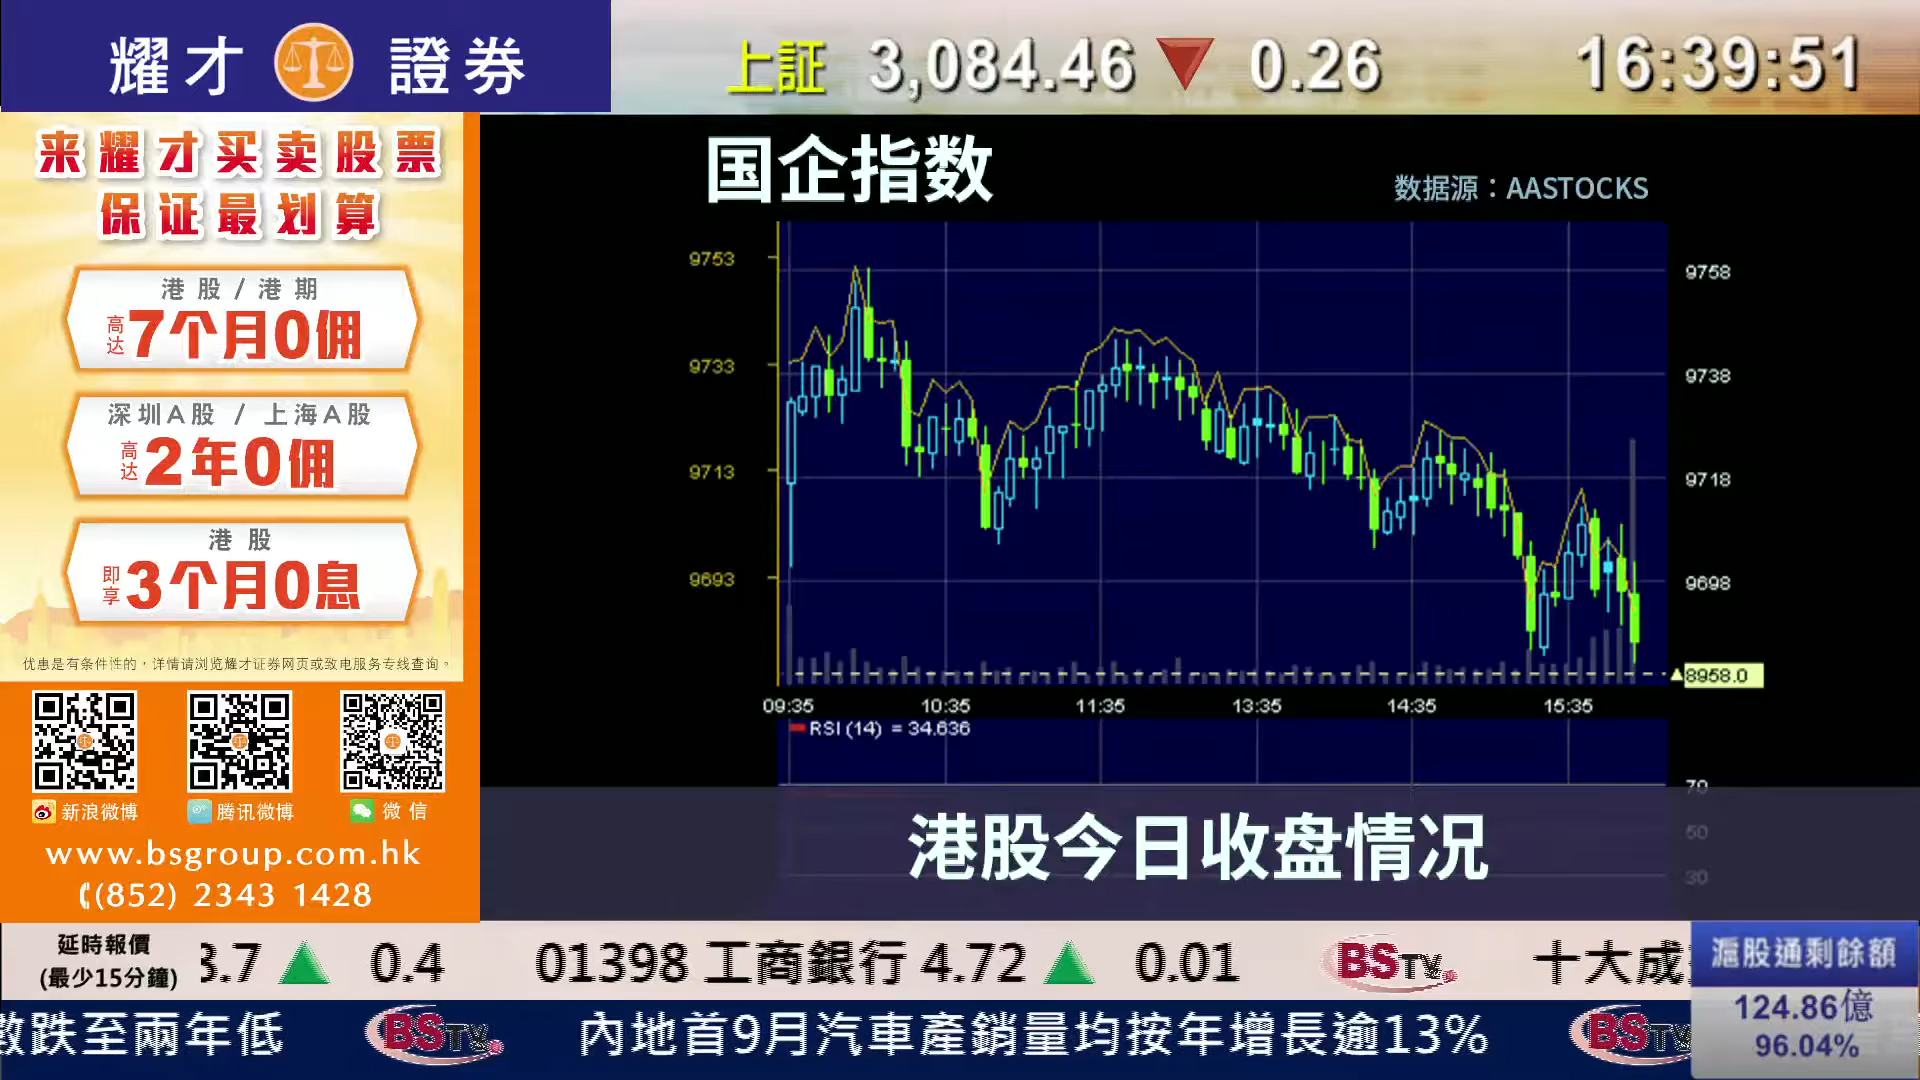 耀才 證券
上証 3,084.46 ▼ 0.26 16:39:51
来耀才买卖股票
保证最划算
港股/港期
高达7个月0佣
深圳A股 / 上海A股
高达2年0佣
港股
即享3个月0息
优惠是有条件性的，详情请浏览耀才证券网页或致电服务专线查询。
新浪微博 腾讯微博 微信
www.bsgroup.com.hk
(852) 2343 1428
国企指数
数据源：AASTOCKS
9753
9733
9713
9693
9758
9738
9718
9698
8958.0
09:35 10:35 11:35 13:35 14:35 15:35
RSI (14) = 34.636
70
50
30
港股今日收盘情况
延時報價
(最少15分鐘)
3.7 ▲ 0.4 01398 工商銀行 4.72 ▲ 0.01 BSTV 十大成
滬股通剩餘額
124.86億
96.04%
數跌至兩年低 BSTV 內地首9月汽車產銷量均按年增長逾13% BSTV